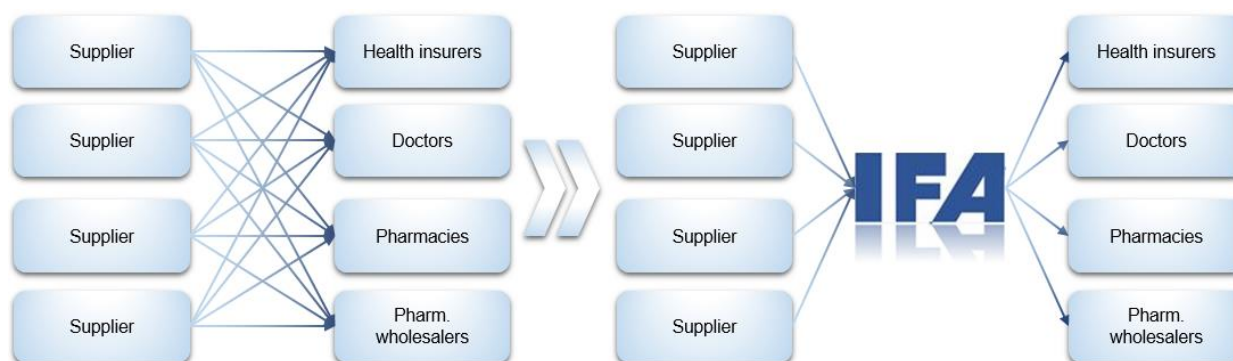 Supplier
Supplier
Supplier
Supplier
Health insurers
Doctors
Pharmacies
Pharm.
wholesalers
Supplier
Supplier
Supplier
Supplier
IFA
Health insurers
Doctors
Pharmacies
Pharm.
wholesalers